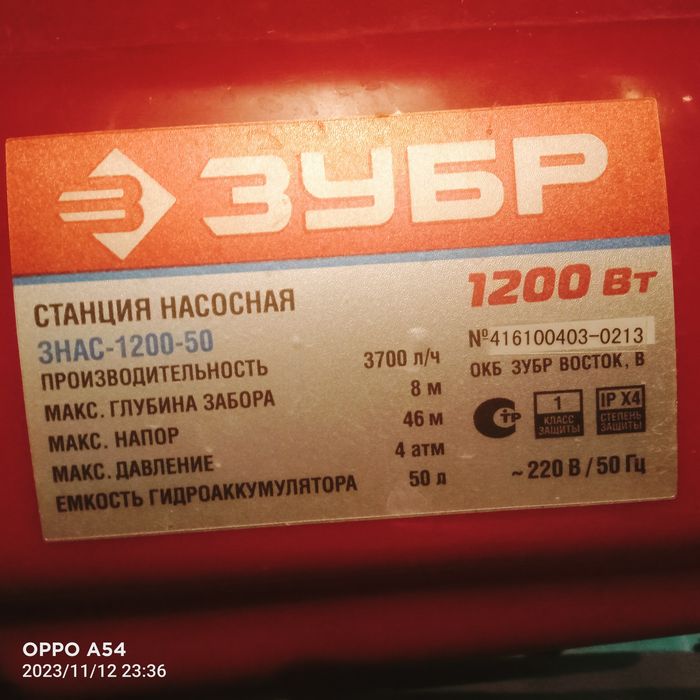 ЗУБР
СТАНЦИЯ НАСОСНАЯ
1200 Вт
ЗНАС-1200-50
№416100403-0213
ПРОИЗВОДИТЕЛЬНОСТЬ 3700 л/ч
ОКБ ЗУБР ВОСТОК, В
МАКС. ГЛУБИНА ЗАБОРА 8 м
МАКС. НАПОР 46 м
МАКС. ДАВЛЕНИЕ 4 атм
ЕМКОСТЬ ГИДРОАККУМУЛЯТОРА 50 л
1
КЛАСС
ЗАЩИТЫ
IP X4
СТЕПЕНЬ
ЗАЩИТЫ
~ 220 В / 50 Гц
OPPO A54
2023/11/12 23:36